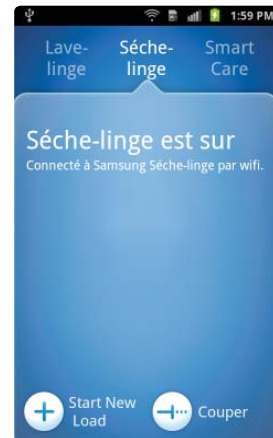 1:59 PM
Lave-
linge
Séche-
linge
Smart
Care
Séche-linge est sur
Connecté à Samsung Séche-linge par wifi.
Start New
Load
Couper